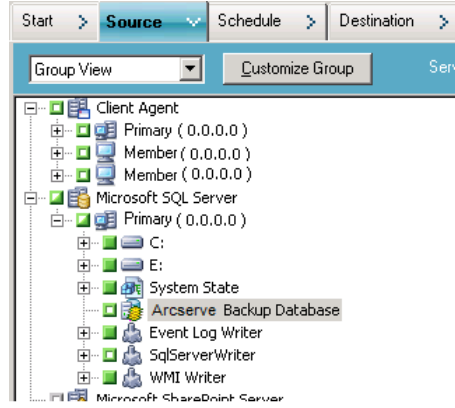 Start > Source Schedule > Destination >
Group View Customize Group Serv
Client Agent
Primary ( 0.0.0.0 )
Member ( 0.0.0.0 )
Member ( 0.0.0.0 )
Microsoft SQL Server
Primary ( 0.0.0.0 )
C:
E:
System State
Arcserve Backup Database
Event Log Writer
SqlServerWriter
WMI Writer
Microsoft SharePoint Server